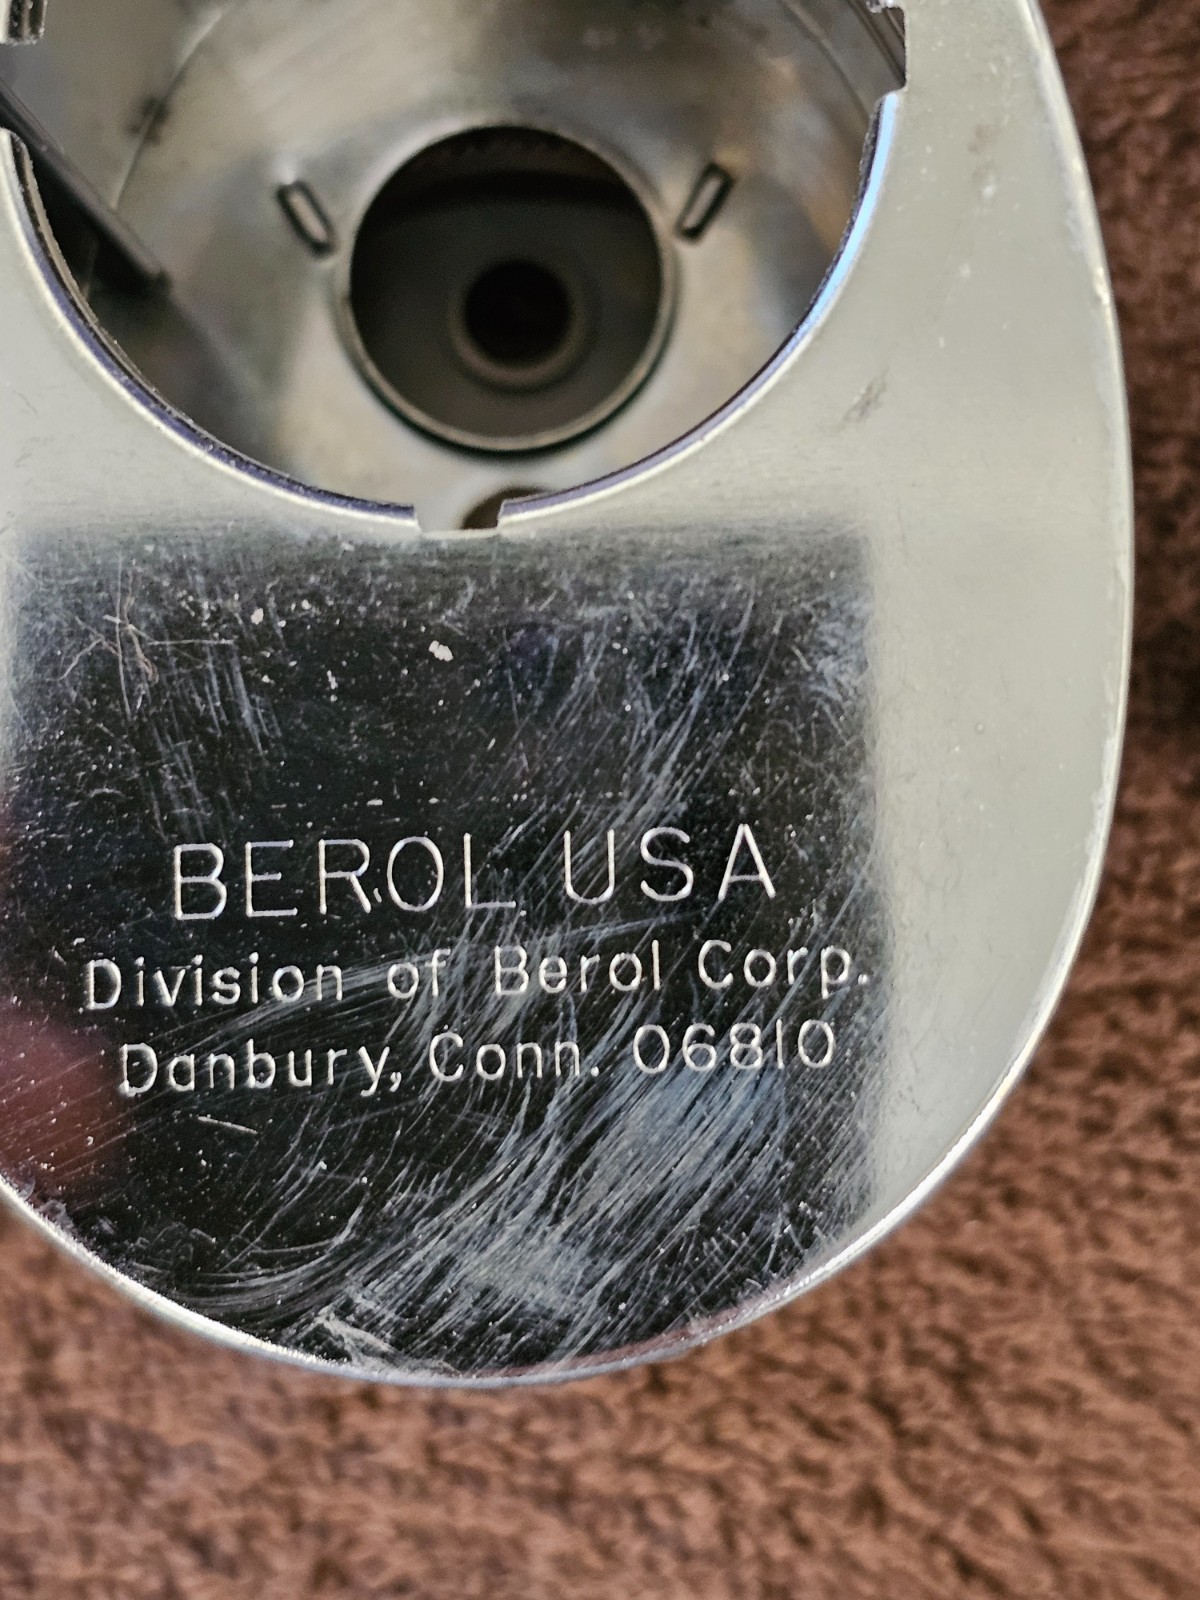 BEROL USA
Division of Berol Corp.
Danbury, Conn. 06810